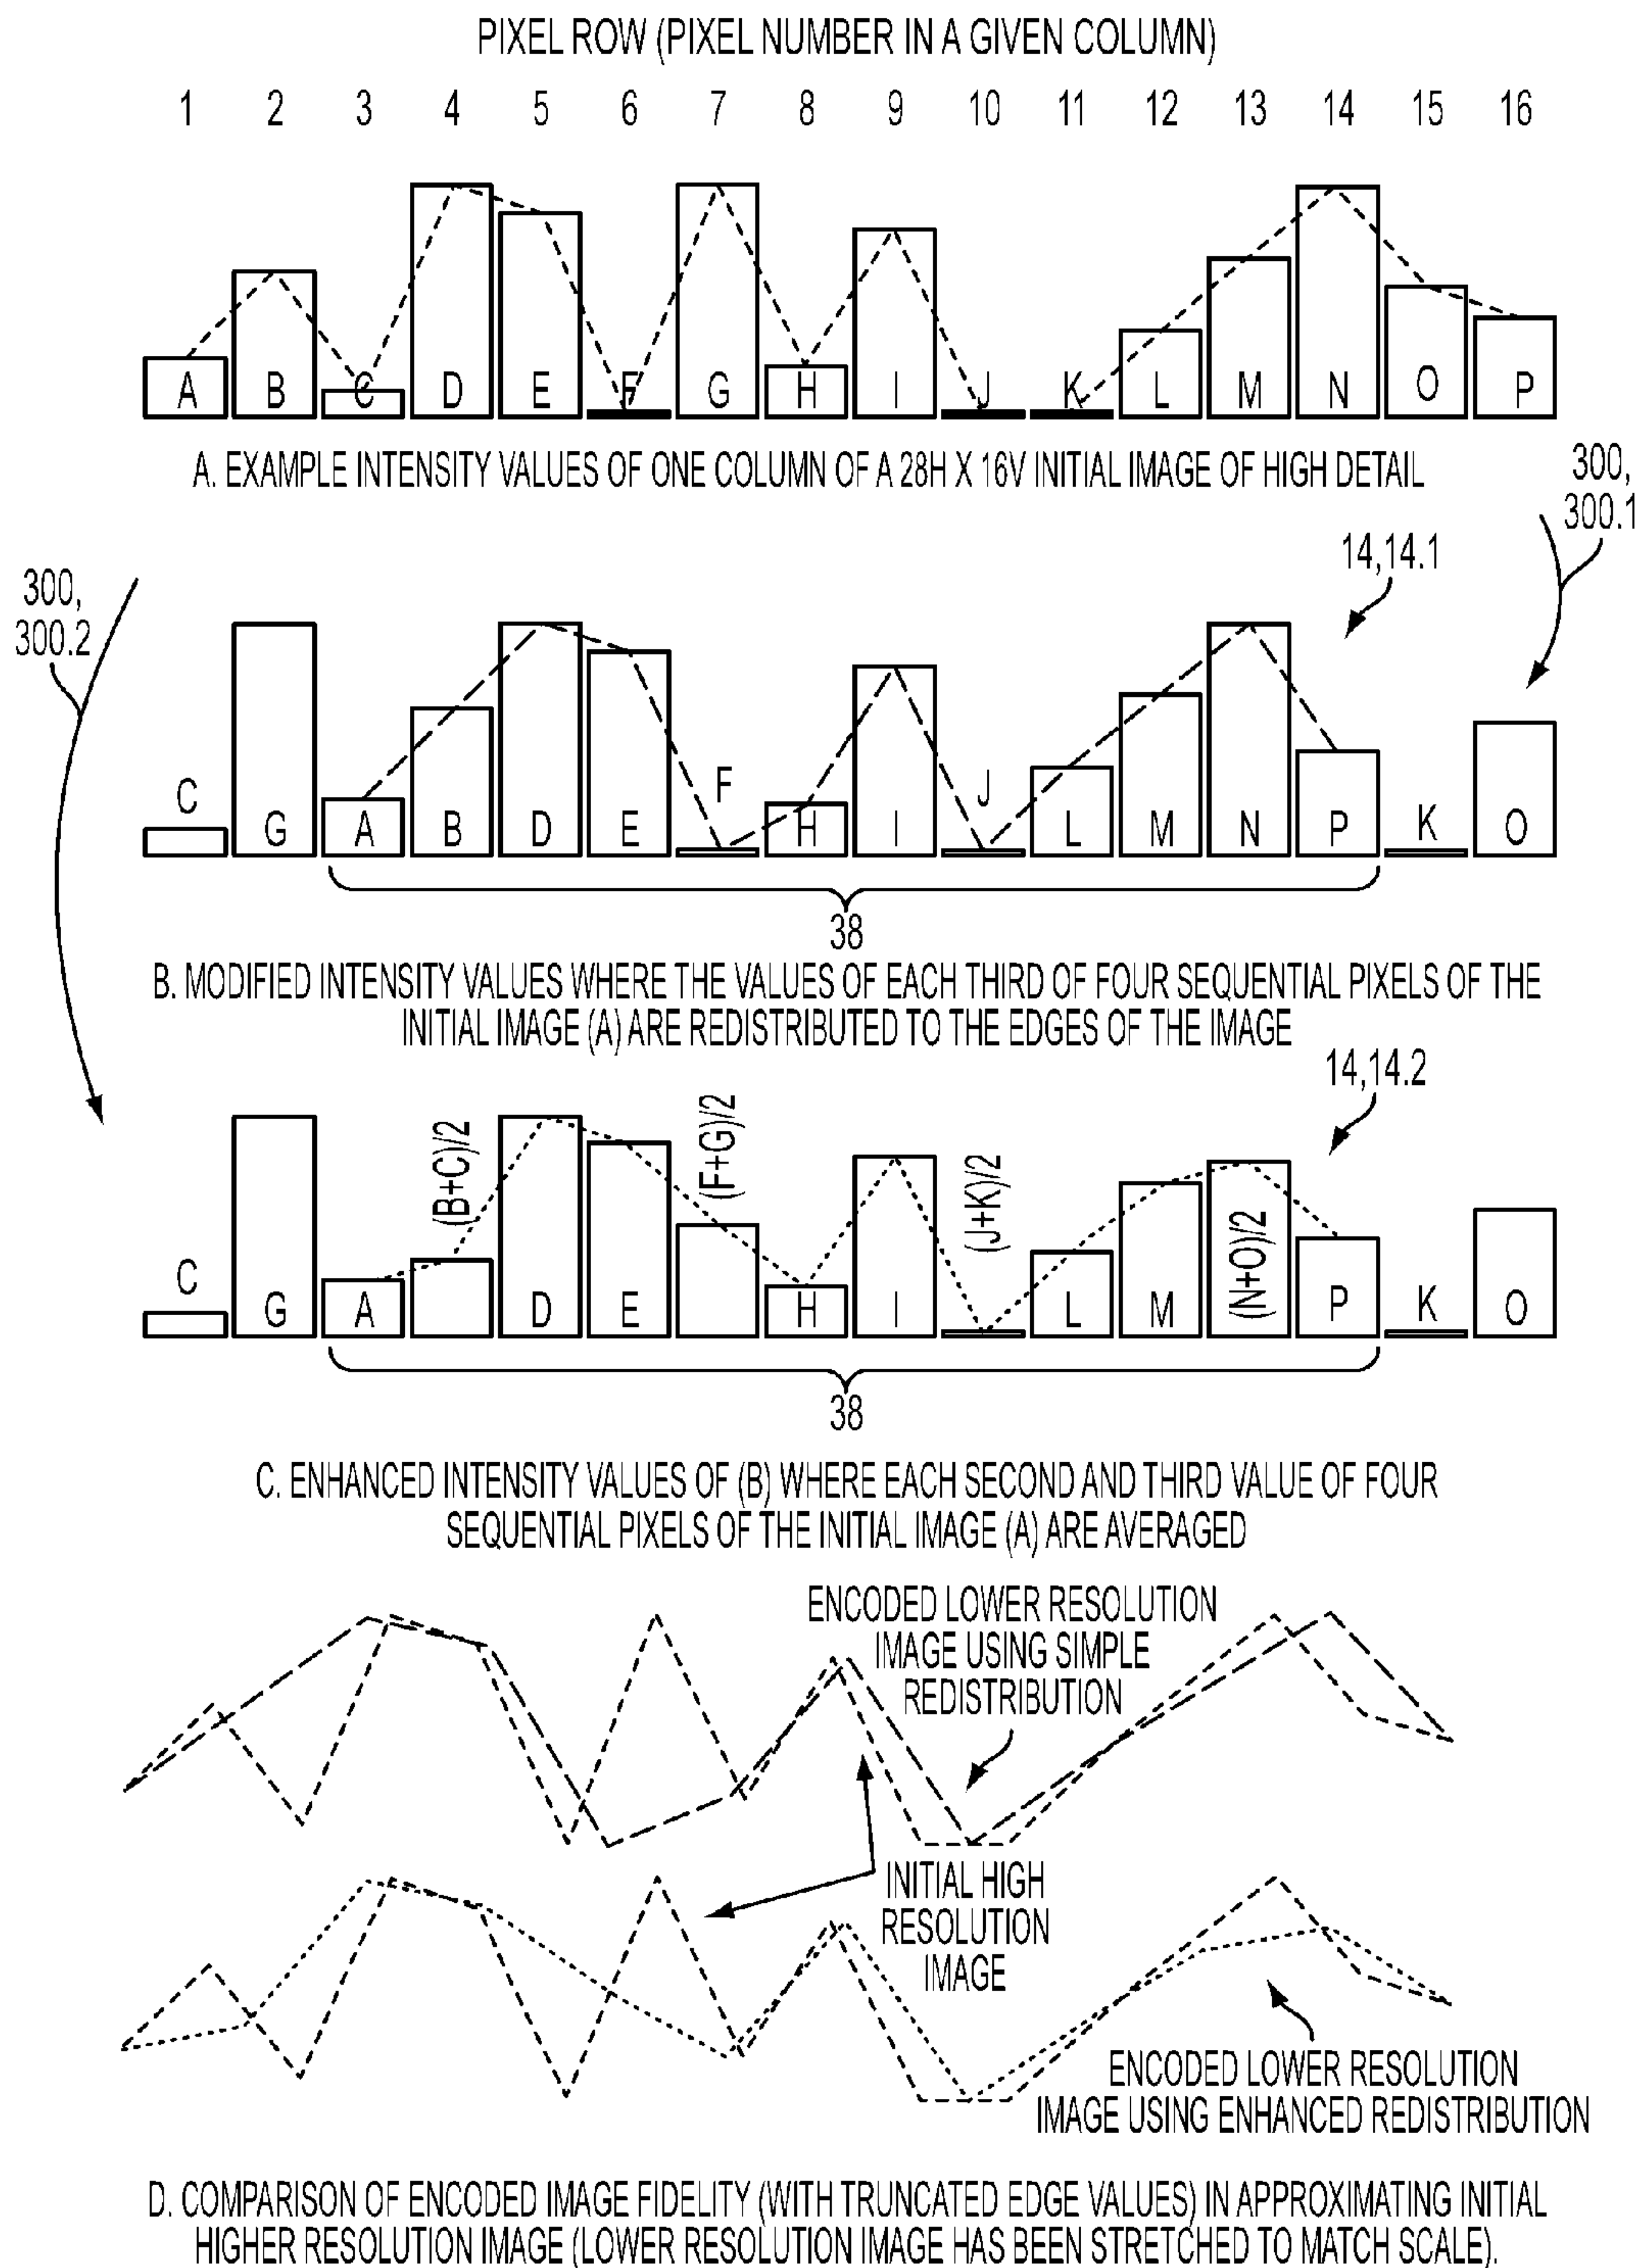 PIXEL ROW (PIXEL NUMBER IN A GIVEN COLUMN)
1 2 3 4 5 6 7 8 9 10 11 12 13 14 15 16
A B C D E F G H I J K L M N O P
A. EXAMPLE INTENSITY VALUES OF ONE COLUMN OF A 28H X 16V INITIAL IMAGE OF HIGH DETAIL
300,
300.1
14,14.1
300,
300.2
C G A B D E F H I J L M N P K O
38
B. MODIFIED INTENSITY VALUES WHERE THE VALUES OF EACH THIRD OF FOUR SEQUENTIAL PIXELS OF THE
INITIAL IMAGE (A) ARE REDISTRIBUTED TO THE EDGES OF THE IMAGE
14,14.2
C G A (B+C)/2 D E (F+G)/2 H I (J+K)/2 L M (N+O)/2 P K O
38
C. ENHANCED INTENSITY VALUES OF (B) WHERE EACH SECOND AND THIRD VALUE OF FOUR
SEQUENTIAL PIXELS OF THE INITIAL IMAGE (A) ARE AVERAGED
ENCODED LOWER RESOLUTION
IMAGE USING SIMPLE
REDISTRIBUTION
INITIAL HIGH
RESOLUTION
IMAGE
ENCODED LOWER RESOLUTION
IMAGE USING ENHANCED REDISTRIBUTION
D. COMPARISON OF ENCODED IMAGE FIDELITY (WITH TRUNCATED EDGE VALUES) IN APPROXIMATING INITIAL
HIGHER RESOLUTION IMAGE (LOWER RESOLUTION IMAGE HAS BEEN STRETCHED TO MATCH SCALE).